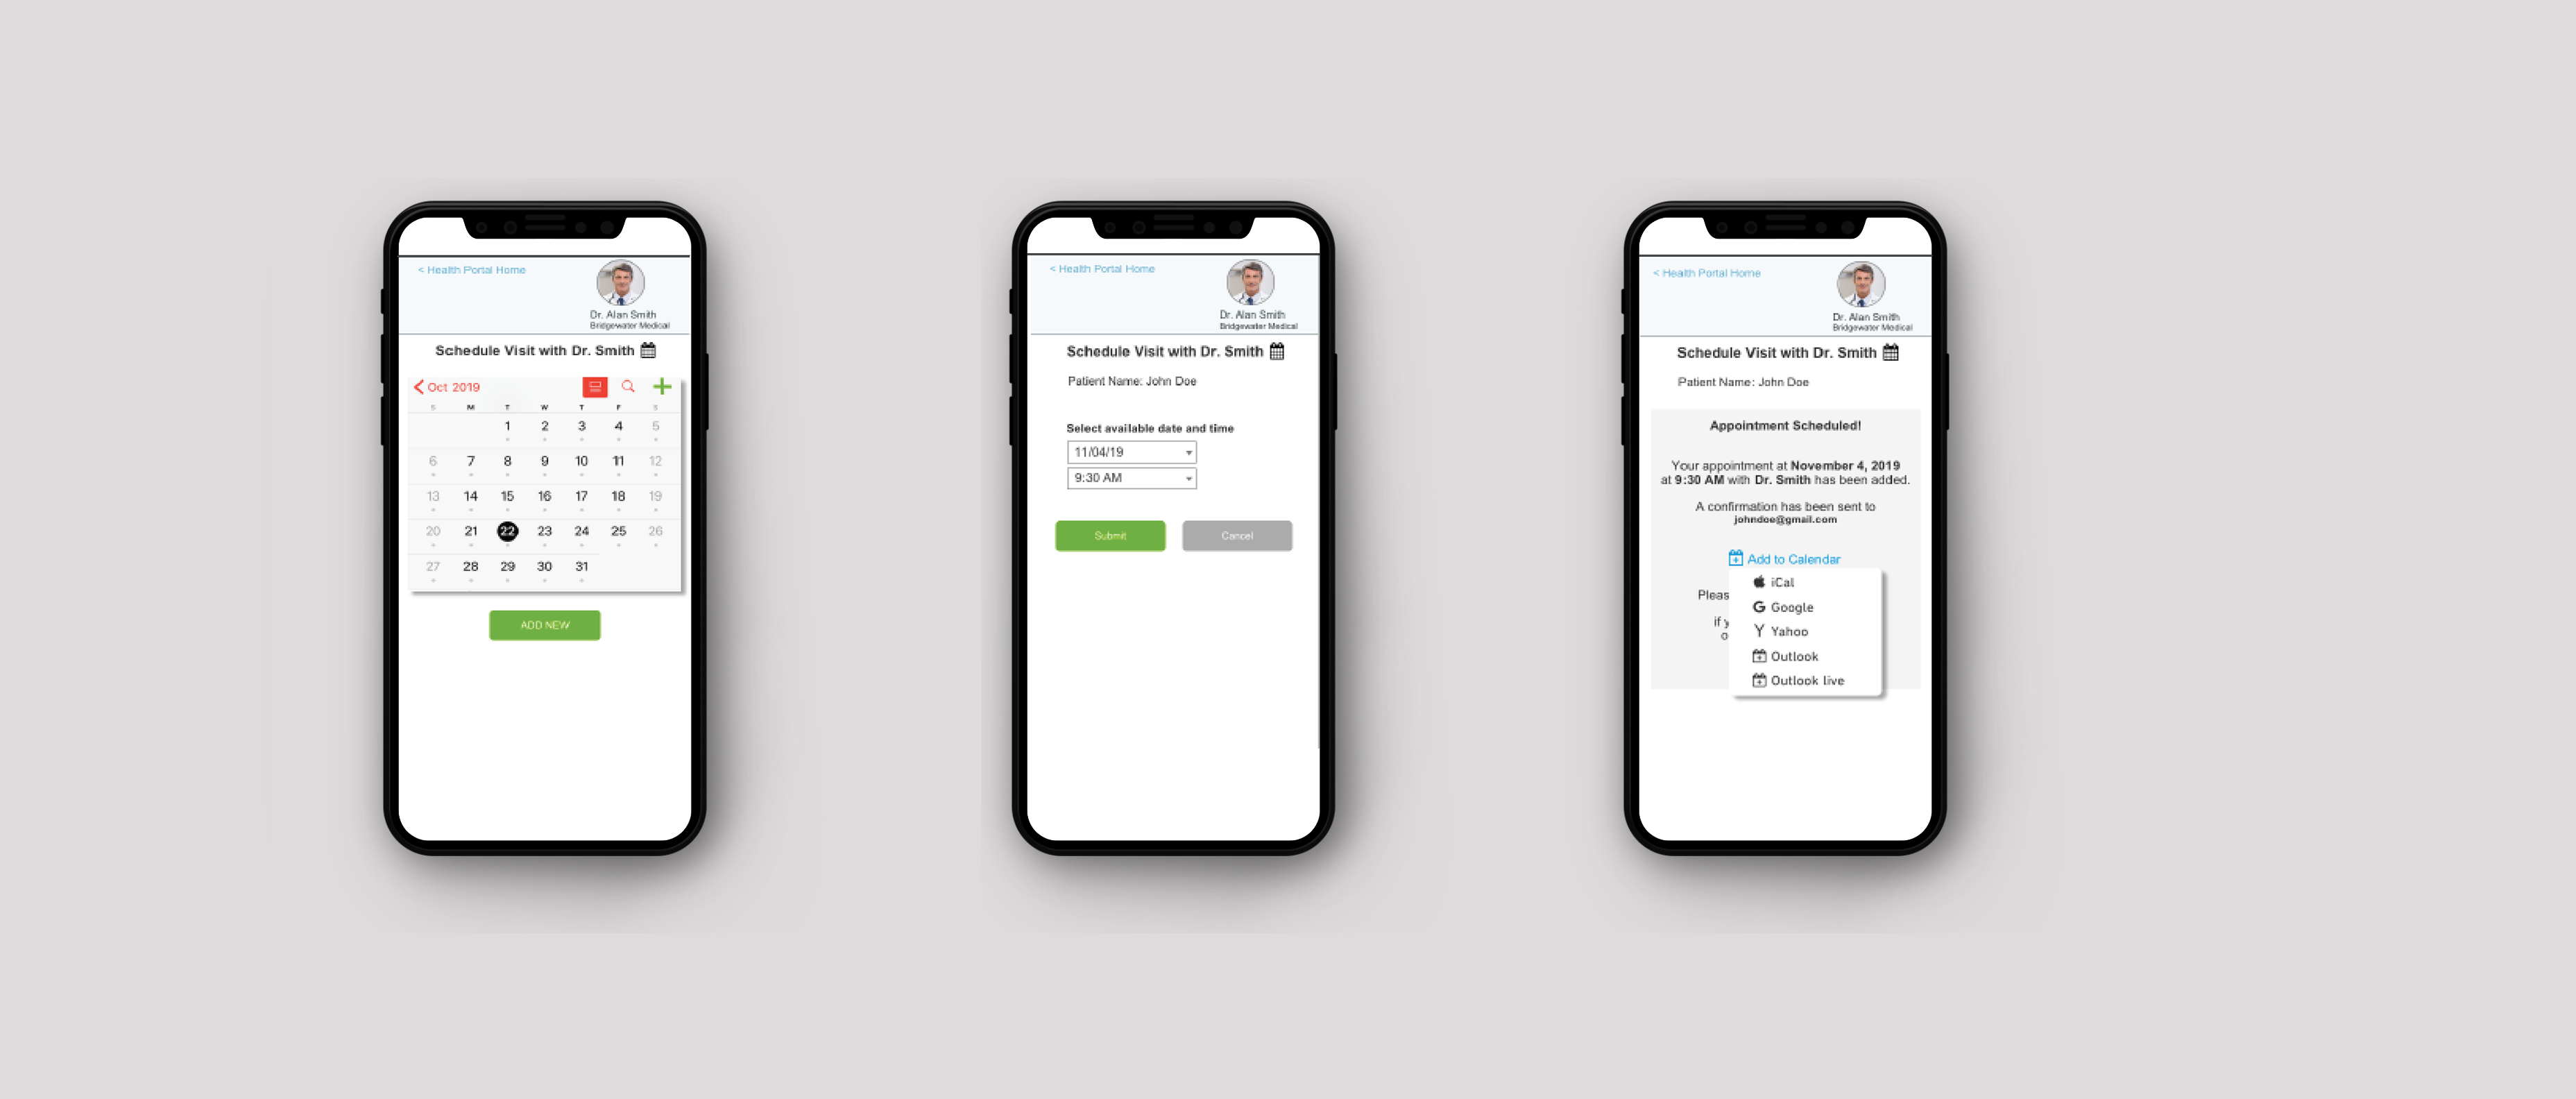 < Health Portal Home
Dr. Alan Smith
Bridgewater Medical
Schedule Visit with Dr. Smith
Oct 2019
S M T W T F S
1 2 3 4 5
6 7 8 9 10 11 12
13 14 15 16 17 18 19
20 21 22 23 24 25 26
27 28 29 30 31
ADD NEW
< Health Portal Home
Dr. Alan Smith
Bridgewater Medical
Schedule Visit with Dr. Smith
Patient Name: John Doe
Select available date and time
11/04/19
9:30 AM
Submit
Cancel
< Health Portal Home
Dr. Alan Smith
Bridgewater Medical
Schedule Visit with Dr. Smith
Patient Name: John Doe
Appointment Scheduled!
Your appointment at November 4, 2019
at 9:30 AM with Dr. Smith has been added.
A confirmation has been sent to
johndoe@gmail.com
Add to Calendar
iCal
Google
Yahoo
Outlook
Outlook live